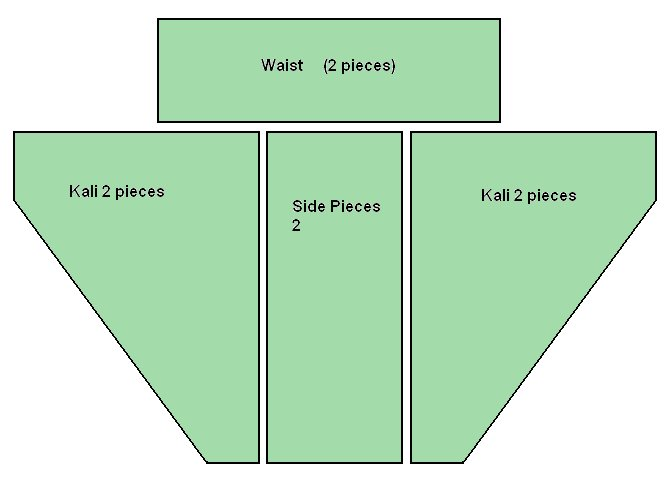 Waist (2 pieces)
Kali 2 pieces
Side Pieces
2
Kali 2 pieces